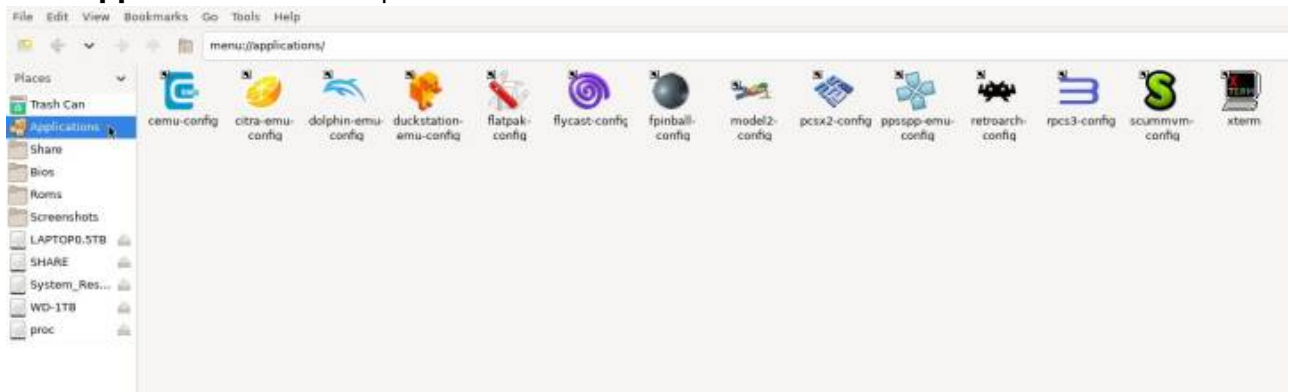 File Edit View Bookmarks Go Tools Help
menu://applications/
Places
Trash Can
Applications
Share
Bios
Roms
Screenshots
LAPTOP0.5TB
SHARE
System_Res...
WD-1TB
proc
cemu-config
citra-emu-
config
dolphin-emu-
config
duckstation-
emu-config
flatpak-
config
flycast-config
fpinball-
config
model2-
config
pcsx2-config
ppsspp-emu-
config
retroarch-
config
rpcs3-config
scummvm-
config
xterm
X
TERM